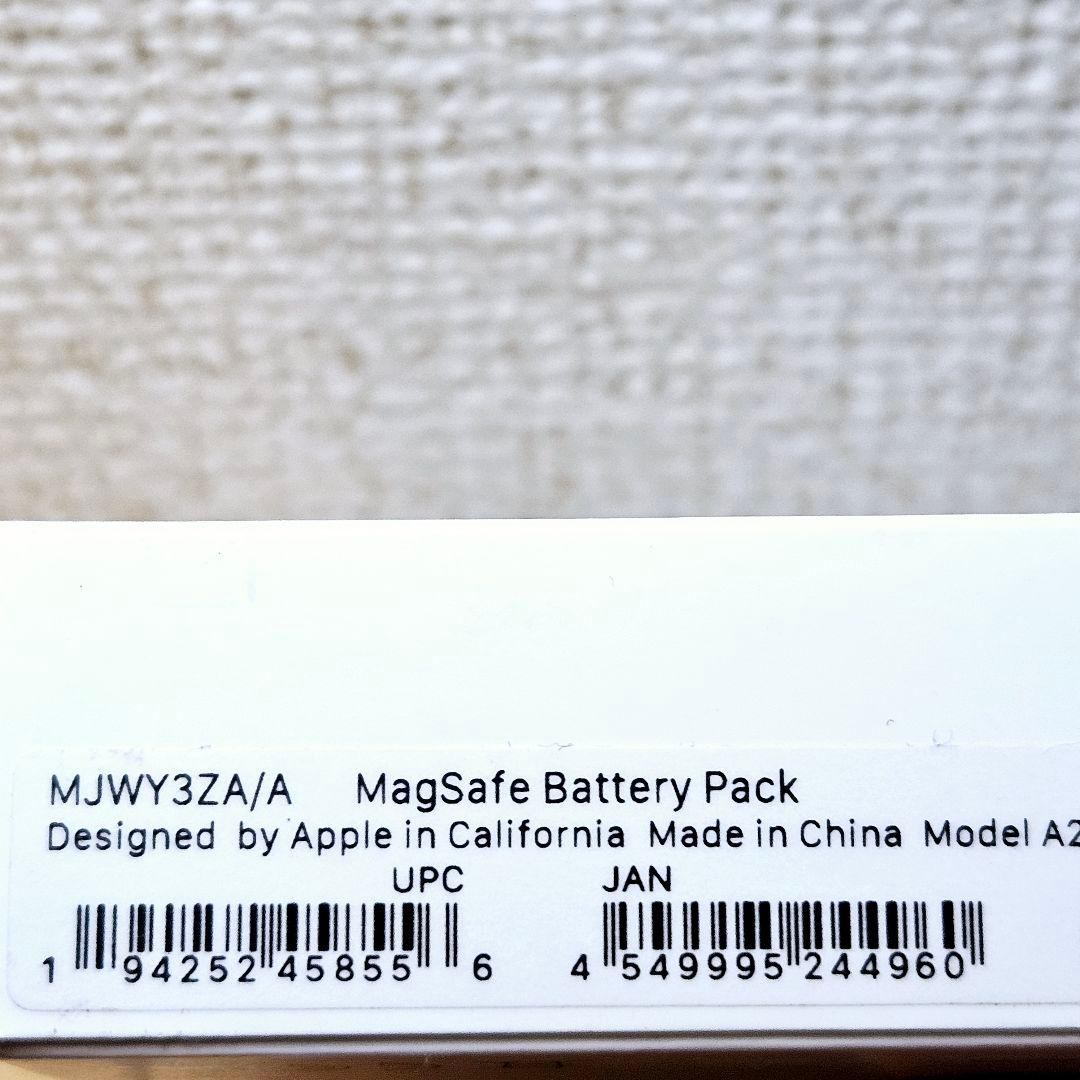 MJWY3ZA/A MagSafe Battery Pack
Designed by Apple in California Made in China Model A2
UPC JAN
1 94252 45855 6 4 549995 244960